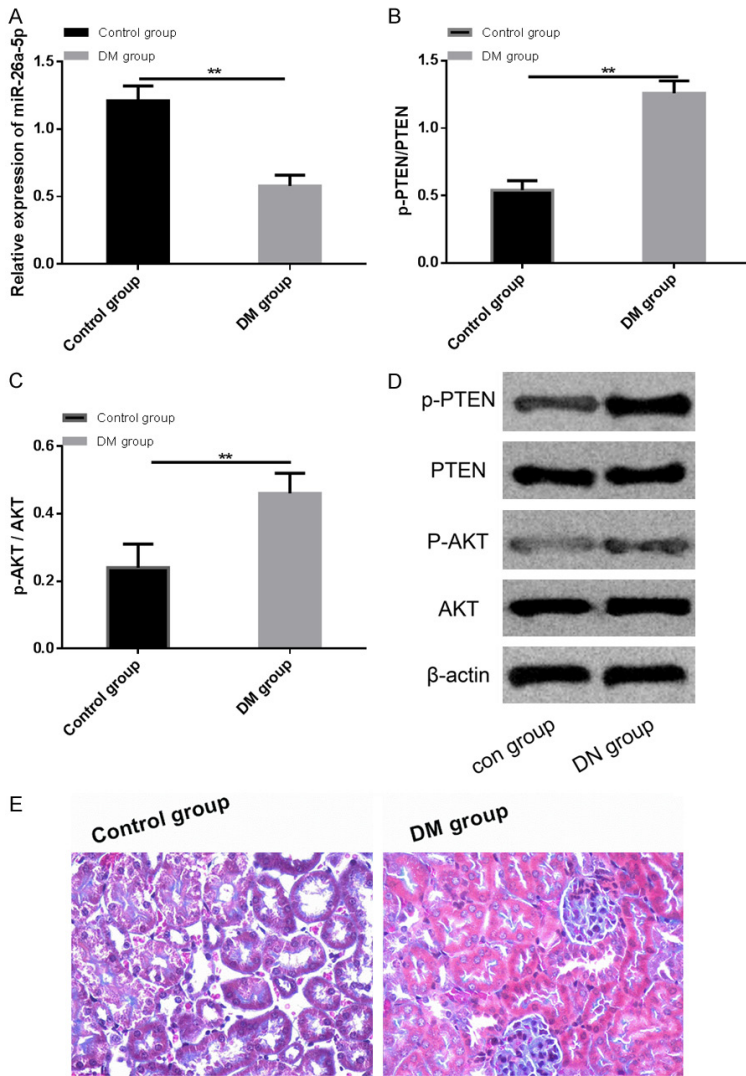 A
Control group
DM group
Relative expression of miR-26a-5p
**
1.5
1.0
0.5
0.0
Control group
DM group
B
Control group
DM group
p-PTEN/PTEN
**
1.5
1.0
0.5
0.0
Control group
DM group
C
Control group
DM group
p-AKT / AKT
**
0.6
0.4
0.2
0.0
Control group
DM group
D
p-PTEN
PTEN
P-AKT
AKT
β-actin
con group
DN group
E
Control group
DM group